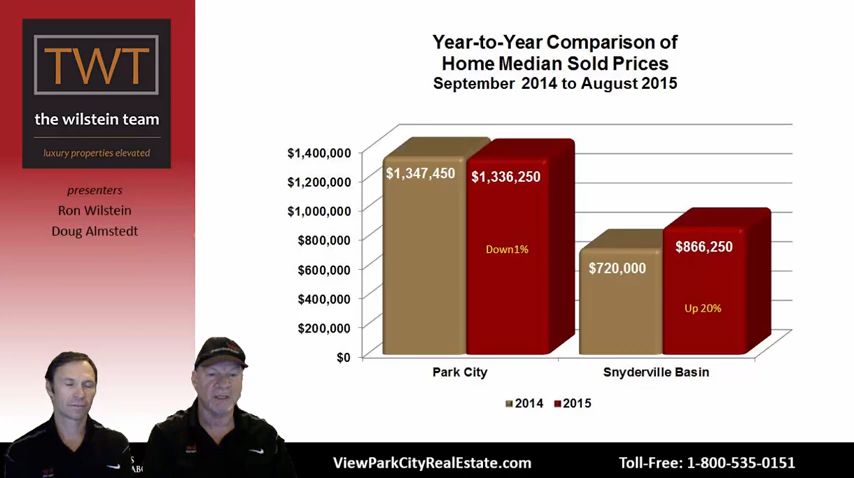 TWT
the wilstein team
luxury properties elevated
presenters
Ron Wilstein
Doug Almstedt
Year-to-Year Comparison of
Home Median Sold Prices
September 2014 to August 2015
$1,400,000
$1,200,000
$1,000,000
$800,000
$600,000
$400,000
$200,000
$0
$1,347,450
$1,336,250
Down1%
$720,000
$866,250
Up 20%
Park City
Snyderville Basin
2014
2015
ViewParkCityRealEstate.com
Toll-Free: 1-800-535-0151